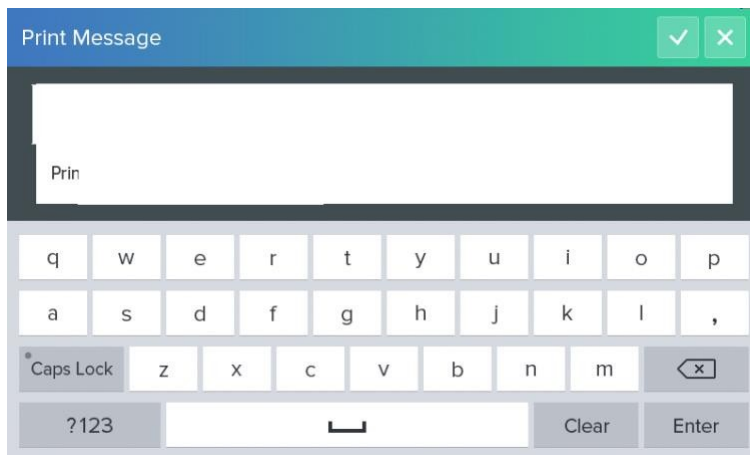 Print Message
Prin
q w e r t y u i o p
a s d f g h j k l ,
Caps Lock z x c v b n m
?123 Clear Enter